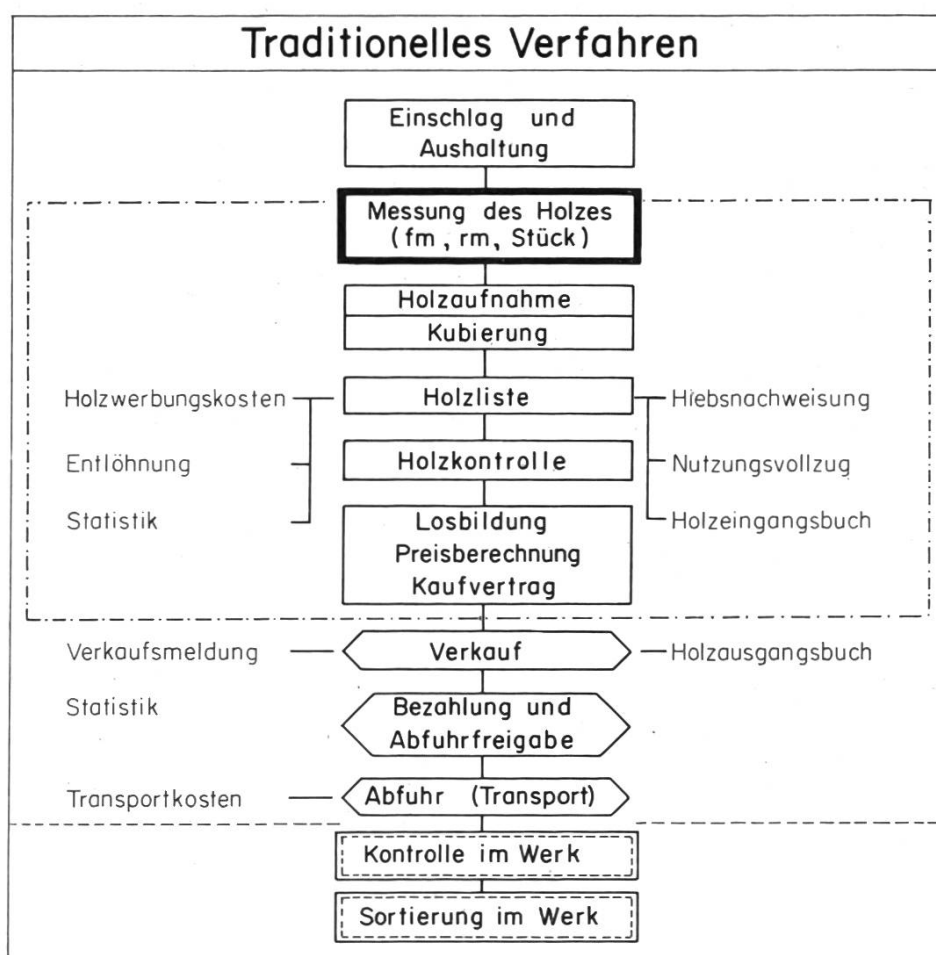 Traditionelles Verfahren
Einschlag und
Aushaltung
Messung des Holzes
(fm, rm, Stück)
Holzaufnahme
Kubierung
Holzwerbungskosten
Holzliste
Hiebsnachweisung
Entlöhnung
Holzkontrolle
Nutzungsvollzug
Statistik
Losbildung
Holzeingangsbuch
Preisberechnung
Kaufvertrag
Verkaufsmeldung
Verkauf
Holzausgangsbuch
Statistik
Bezahlung und
Abfuhrfreigabe
Transportkosten
Abfuhr (Transport)
Kontrolle im Werk
Sortierung im Werk